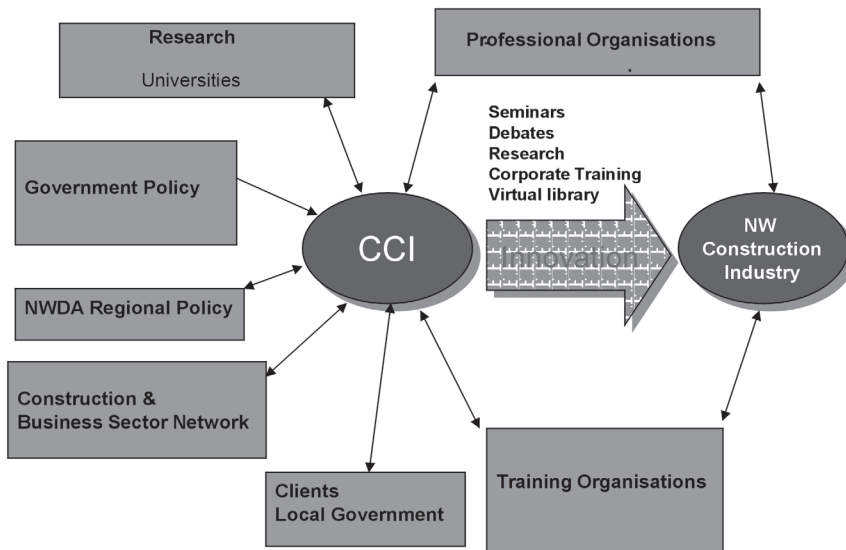 Research
Universities
Professional Organisations
Seminars
Debates
Research
Corporate Training
Virtual library
Government Policy
CCI
Innovation
NW
Construction
Industry
NWDA Regional Policy
Construction &
Business Sector Network
Clients
Local Government
Training Organisations